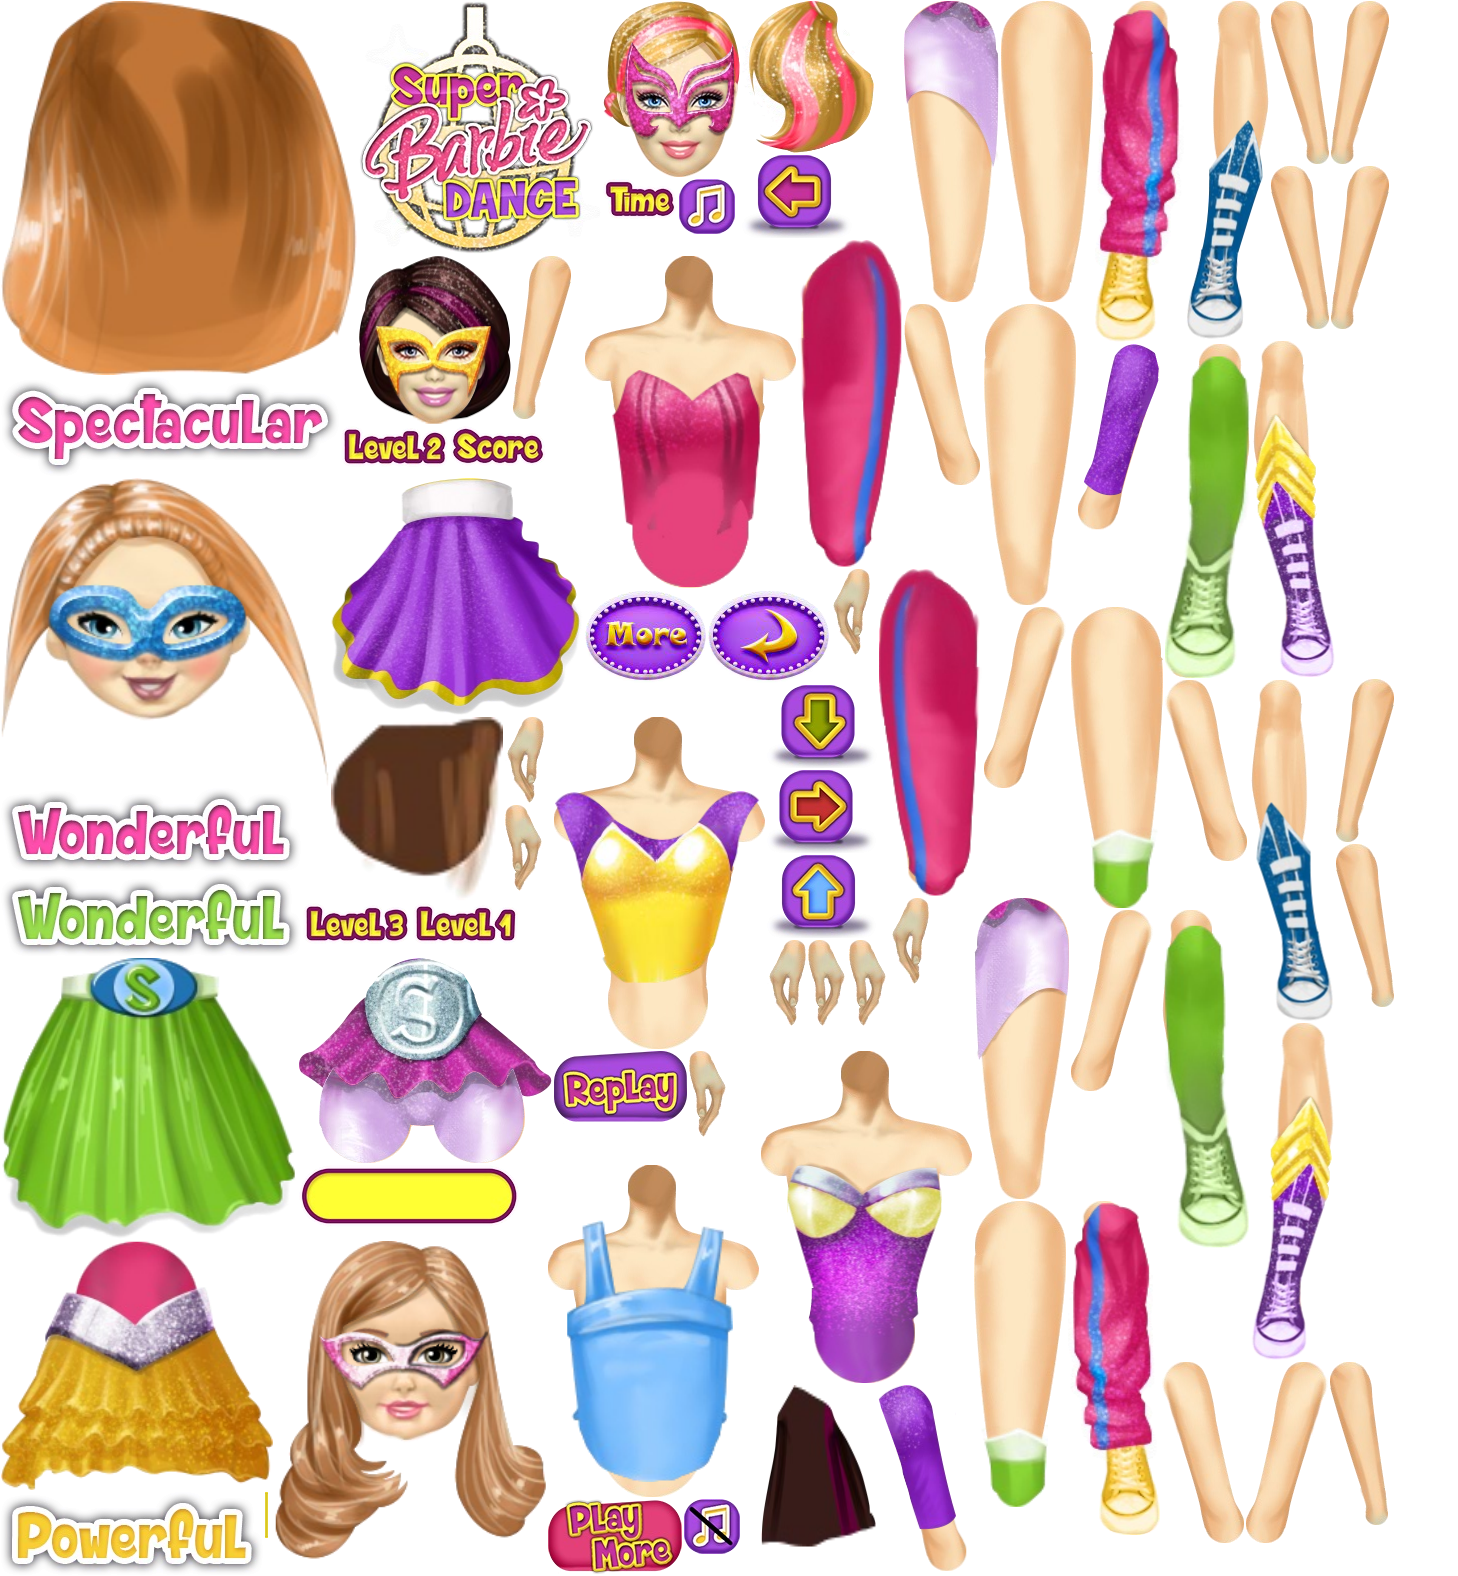 Super
Barbie
DANCE
Time
Spectacular
Level 2 Score
More
Wonderful
Wonderful
Level 3 Level 1
S
S
Replay
Powerful
Play
More